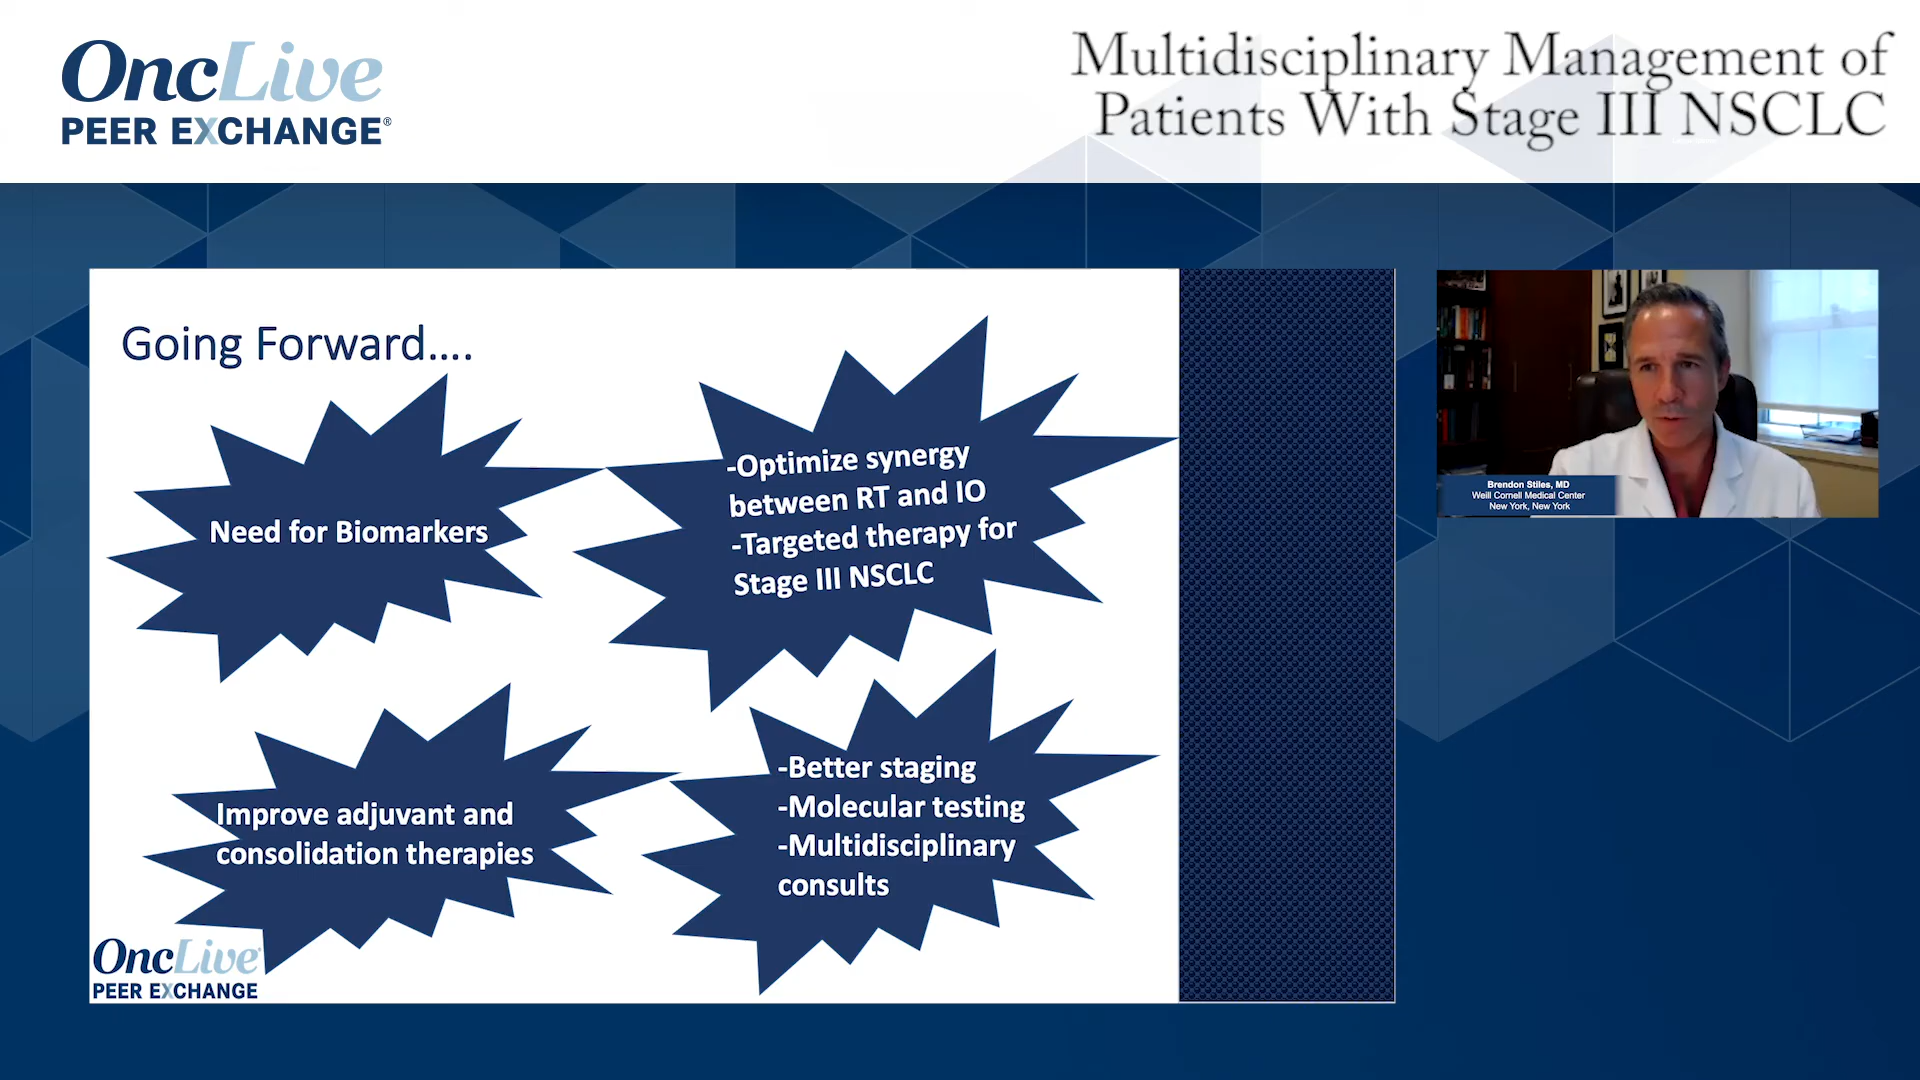 OncLive
PEER EXCHANGE®
Multidisciplinary Management of
Patients With Stage III NSCLC
Going Forward....
Need for Biomarkers
-Optimize synergy
between RT and IO
-Targeted therapy for
Stage III NSCLC
Improve adjuvant and
consolidation therapies
-Better staging
-Molecular testing
-Multidisciplinary
consults
OncLive
PEER EXCHANGE
Brendon Stiles, MD
Weill Cornell Medical Center
New York, New York